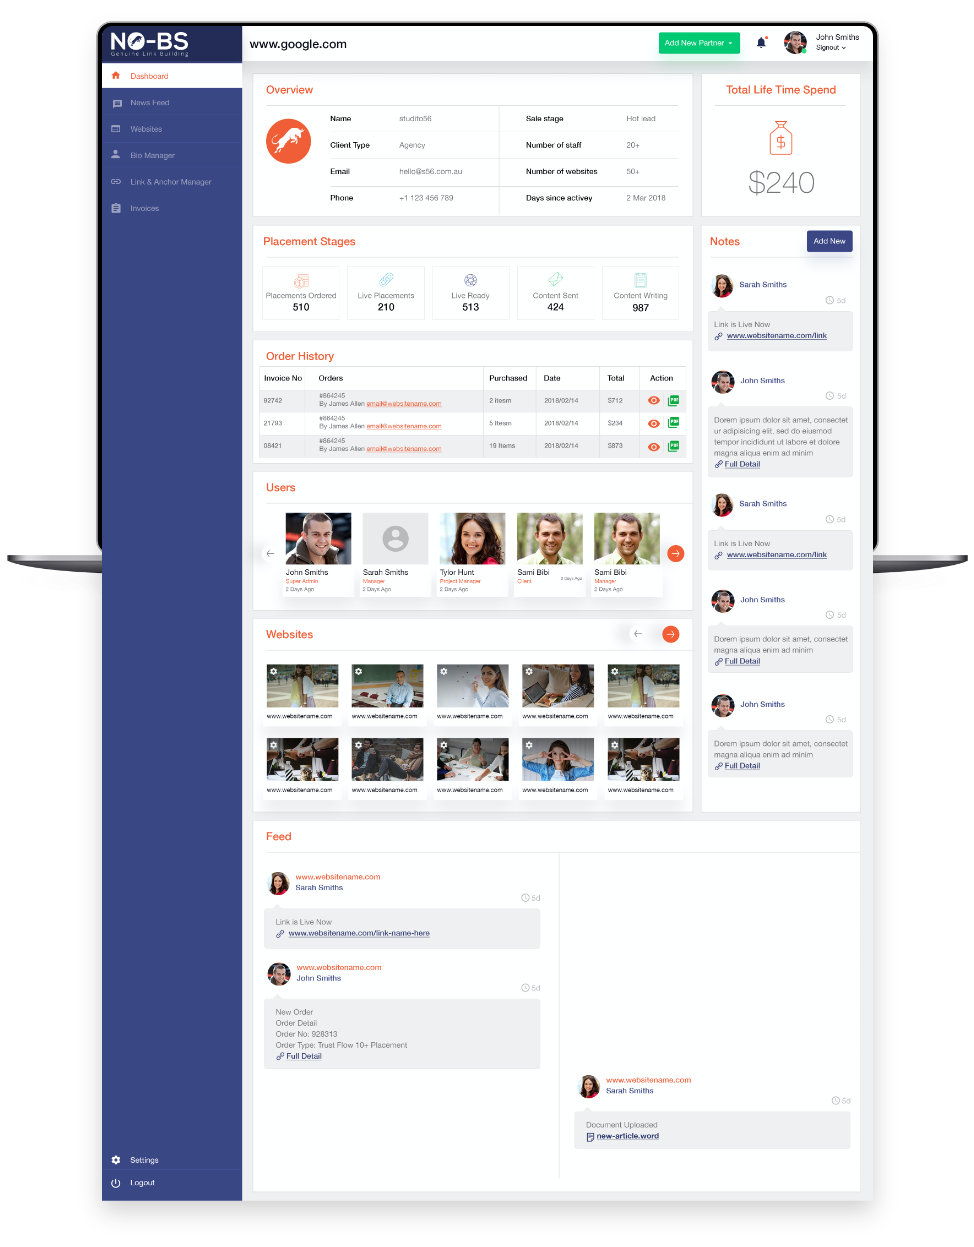 NO-BS
Genuine Link Building
www.google.com
Add New Partner
John Smiths
Signout
Dashboard
News Feed
Websites
Bio Manager
Link & Anchor Manager
Invoices
Overview
Name studito56 Sale stage Hot lead
Client Type Agency Number of staff 20+
Email hello@s56.com.au Number of websites 50+
Phone +1 123 456 789 Days since activey 2 Mar 2018
Total Life Time Spend
$240
Placement Stages
Placements Ordered Live Placements Live Ready Content Sent Content Writing
510 210 513 424 987
Order History
Invoice No Orders Purchased Date Total Action
92742 #864245 2 Itesm 2018/02/14 $712 PDF
By James Allen email@websitename.com
21793 #864245 5 Itesm 2018/02/14 $234 PDF
By James Allen email@websitename.com
08421 #864245 19 Items 2018/02/14 $873 PDF
By James Allen email@websitename.com
Users
John Smiths Sarah Smiths Tylor Hunt Sami Bibi Sami Bibi
Super Admin Manager Project Manager Client 2 Days Ago Manager
2 Days Ago 2 Days Ago 2 Days Ago 2 Days Ago
Websites
www.websitename.com www.websitename.com www.websitename.com www.websitename.com www.websitename.com
www.websitename.com www.websitename.com www.websitename.com www.websitename.com www.websitename.com
Notes
Add New
Sarah Smiths
5d
Link is Live Now
www.websitename.com/link
John Smiths
5d
Dorem ipsum dolor sit amet, consectet
ur adipisicing elit, sed do eiusmod
tempor incididunt ut labore et dolore
magna aliqua enim ad minim
Full Detail
Sarah Smiths
5d
Link is Live Now
www.websitename.com/link
John Smiths
5d
Dorem ipsum dolor sit amet, consectet
magna aliqua enim ad minim
Full Detail
John Smiths
5d
Dorem ipsum dolor sit amet, consectet
magna aliqua enim ad minim
Full Detail
Feed
www.websitename.com
Sarah Smiths
5d
Link is Live Now
www.websitename.com/link-name-here
www.websitename.com
John Smiths
5d
New Order
Order Detail
Order No: 928313
Order Type: Trust Flow 10+ Placement
Full Detail
www.websitename.com
Sarah Smiths
5d
Document Uploaded
new-article.word
Settings
Logout